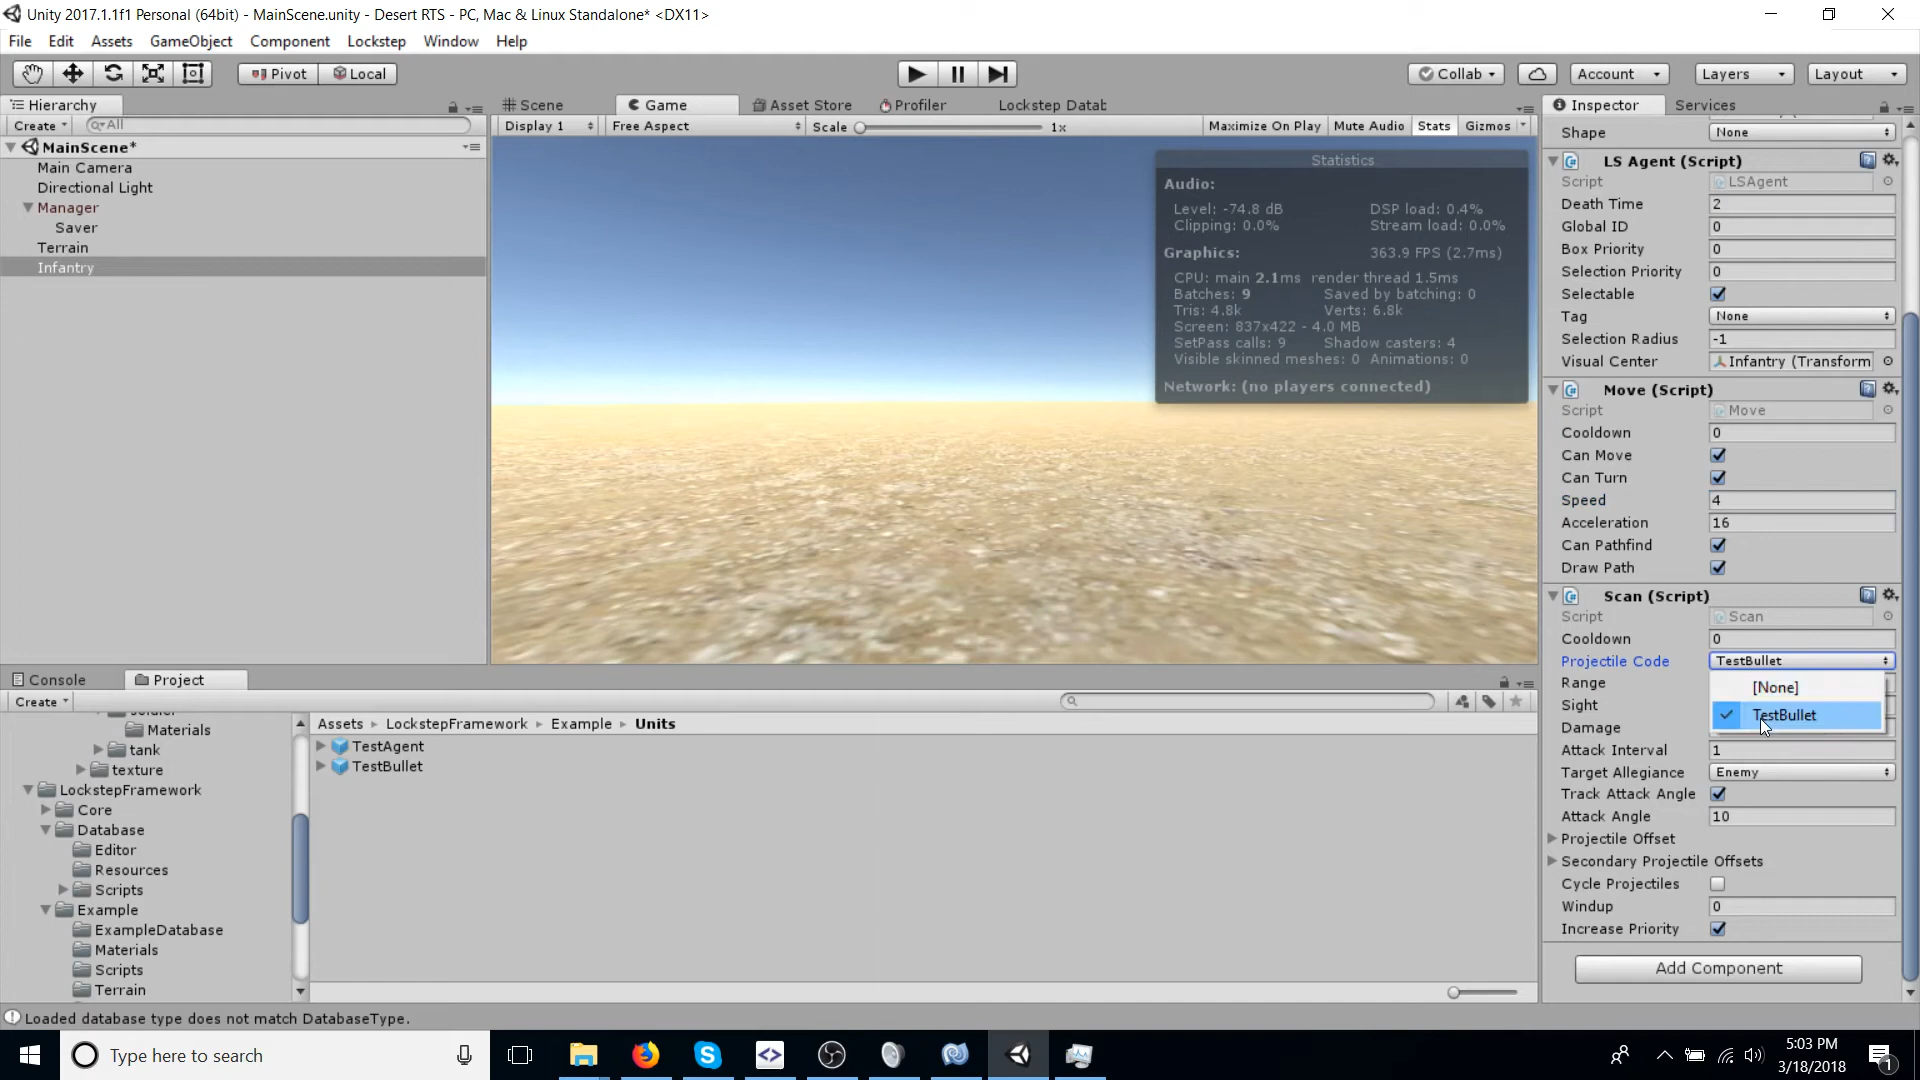 Unity 2017.1.1f1 Personal (64bit) - MainScene.unity - Desert RTS - PC, Mac & Linux Standalone* <DX11>
File Edit Assets GameObject Component Lockstep Window Help
Pivot Local Collab Account Layers Layout
Hierarchy
Create All
MainScene*
Main Camera
Directional Light
Manager
Saver
Terrain
Infantry
Scene Game Asset Store Profiler Lockstep Datab
Display 1 Free Aspect Scale 1x Maximize On Play Mute Audio Stats Gizmos
Statistics
Audio:
Level: -74.8 dB DSP load: 0.4%
Clipping: 0.0% Stream load: 0.0%
Graphics: 363.9 FPS (2.7ms)
CPU: main 2.1ms render thread 1.5ms
Batches: 9 Saved by batching: 0
Tris: 4.8k Verts: 6.8k
Screen: 837x422 - 4.0 MB
SetPass calls: 9 Shadow casters: 4
Visible skinned meshes: 0 Animations: 0
Network: (no players connected)
Inspector Services
Shape None
LS Agent (Script)
Script LSAgent
Death Time 2
Global ID 0
Box Priority 0
Selection Priority 0
Selectable
Tag None
Selection Radius -1
Visual Center Infantry (Transform
Move (Script)
Script Move
Cooldown 0
Can Move
Can Turn
Speed 4
Acceleration 16
Can Pathfind
Draw Path
Scan (Script)
Script Scan
Cooldown 0
Projectile Code TestBullet
[None]
TestBullet
Range
Sight
Damage
Attack Interval 1
Target Allegiance Enemy
Track Attack Angle
Attack Angle 10
Projectile Offset
Secondary Projectile Offsets
Cycle Projectiles
Windup 0
Increase Priority
Add Component
Console Project
Create
Materials
tank
texture
LockstepFramework
Core
Database
Editor
Resources
Scripts
Example
ExampleDatabase
Materials
Scripts
Terrain
Assets LockstepFramework Example Units
TestAgent
TestBullet
Loaded database type does not match DatabaseType.
Type here to search
5:03 PM
3/18/2018
1